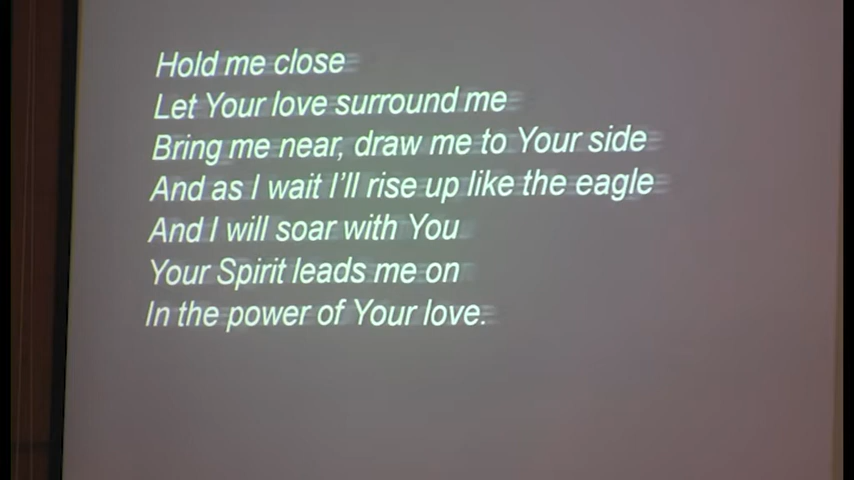 Hold me close
Let Your love surround me
Bring me near, draw me to Your side
And as I wait I'll rise up like the eagle
And I will soar with You
Your Spirit leads me on
In the power of Your love.